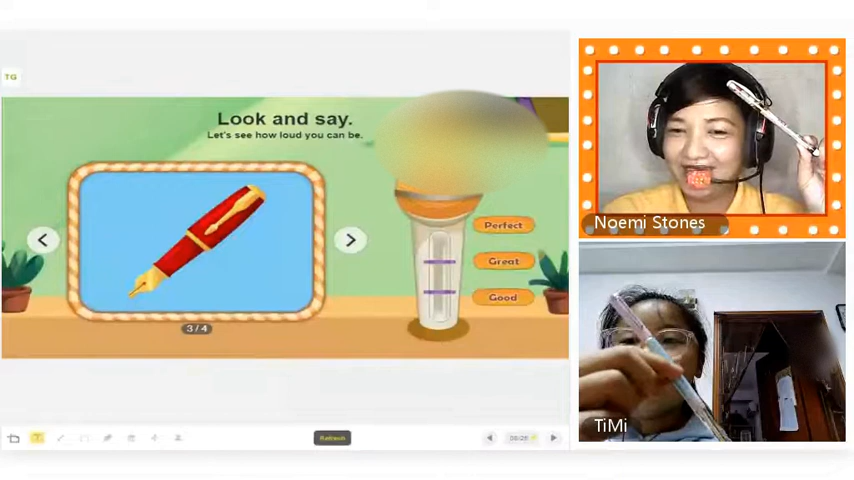 TG
Look and say.
Let's see how loud you can be.
Perfect
Great
Good
3 / 4
Refresh
Noemi Stones
TiMi